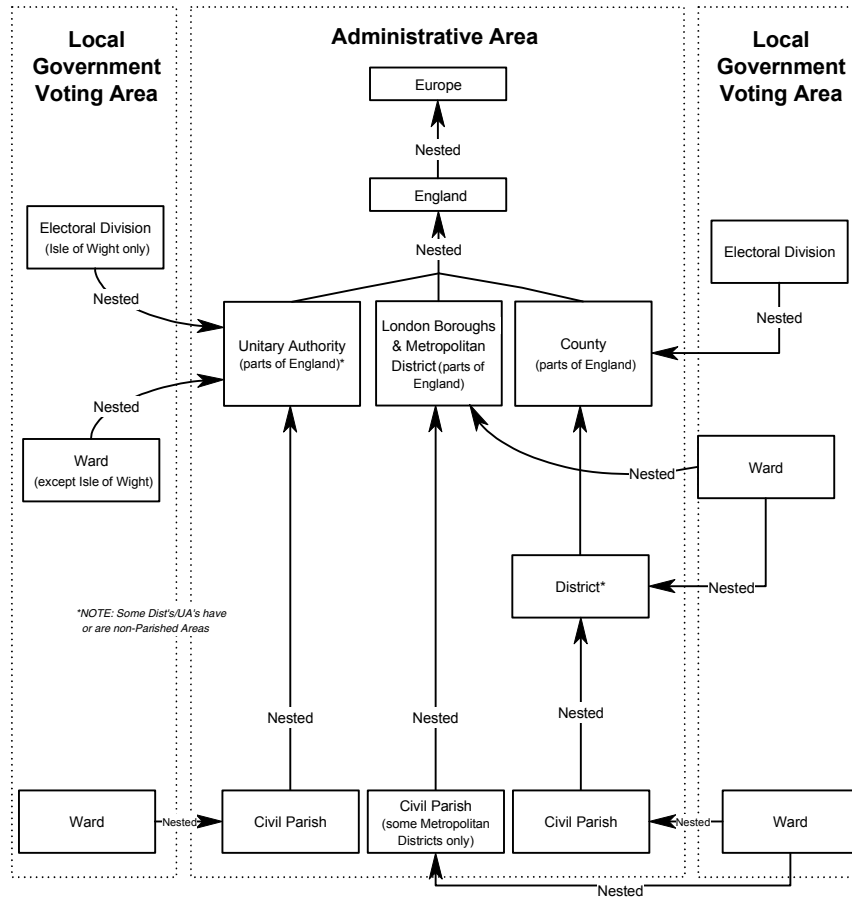 Local
Government
Voting Area
Administrative Area
Local
Government
Voting Area
Europe
Nested
England
Nested
Electoral Division
(Isle of Wight only)
Nested
Electoral Division
Nested
Unitary Authority
(parts of England)*
London Boroughs
& Metropolitan
District (parts of
England)
County
(parts of England)
Nested
Ward
(except Isle of Wight)
Ward
Nested
District*
Nested
*NOTE: Some Dist's/UA's have
or are non-Parished Areas
Nested
Nested
Nested
Ward
Nested
Civil Parish
Civil Parish
(some Metropolitan
Districts only)
Civil Parish
Nested
Ward
Nested